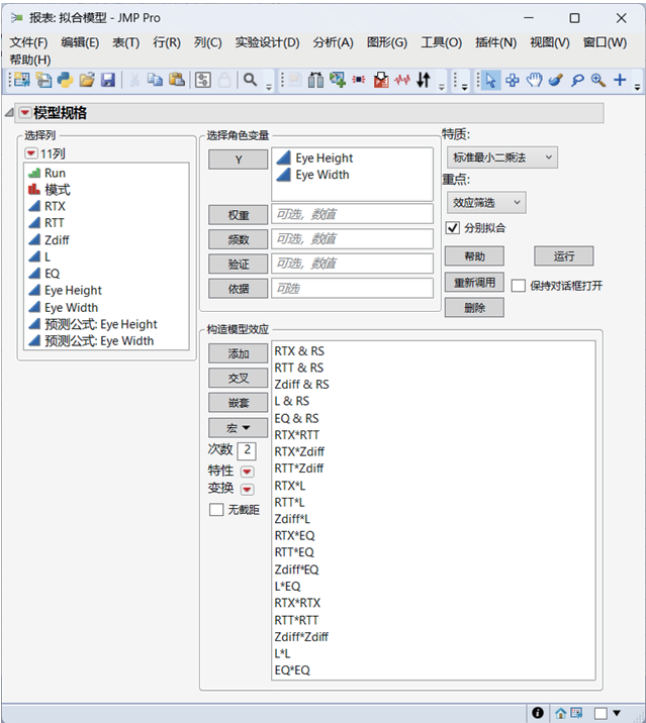 报表: 拟合模型 - JMP Pro
文件(F) 编辑(E) 表(T) 行(R) 列(C) 实验设计(D) 分析(A) 图形(G) 工具(O) 插件(N) 视图(V) 窗口(W)
帮助(H)
模型规格
选择列
11列
Run
模式
RTX
RTT
Zdiff
L
EQ
Eye Height
Eye Width
预测公式: Eye Height
预测公式: Eye Width
选择角色变量
Y
Eye Height
Eye Width
权重 可选, 数值
频数 可选, 数值
验证 可选, 数值
依据 可选
特质:
标准最小二乘法
重点:
效应筛选
分别拟合
帮助 运行
重新调用 保持对话框打开
删除
构造模型效应
添加
交叉
嵌套
宏
次数 2
特性
变换
无截距
RTX & RS
RTT & RS
Zdiff & RS
L & RS
EQ & RS
RTX*RTT
RTX*Zdiff
RTT*Zdiff
RTX*L
RTT*L
Zdiff*L
RTX*EQ
RTT*EQ
Zdiff*EQ
L*EQ
RTX*RTX
RTT*RTT
Zdiff*Zdiff
L*L
EQ*EQ